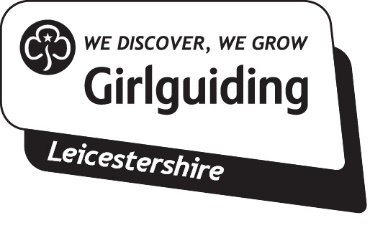 WE DISCOVER, WE GROW
Girlguiding
Leicestershire